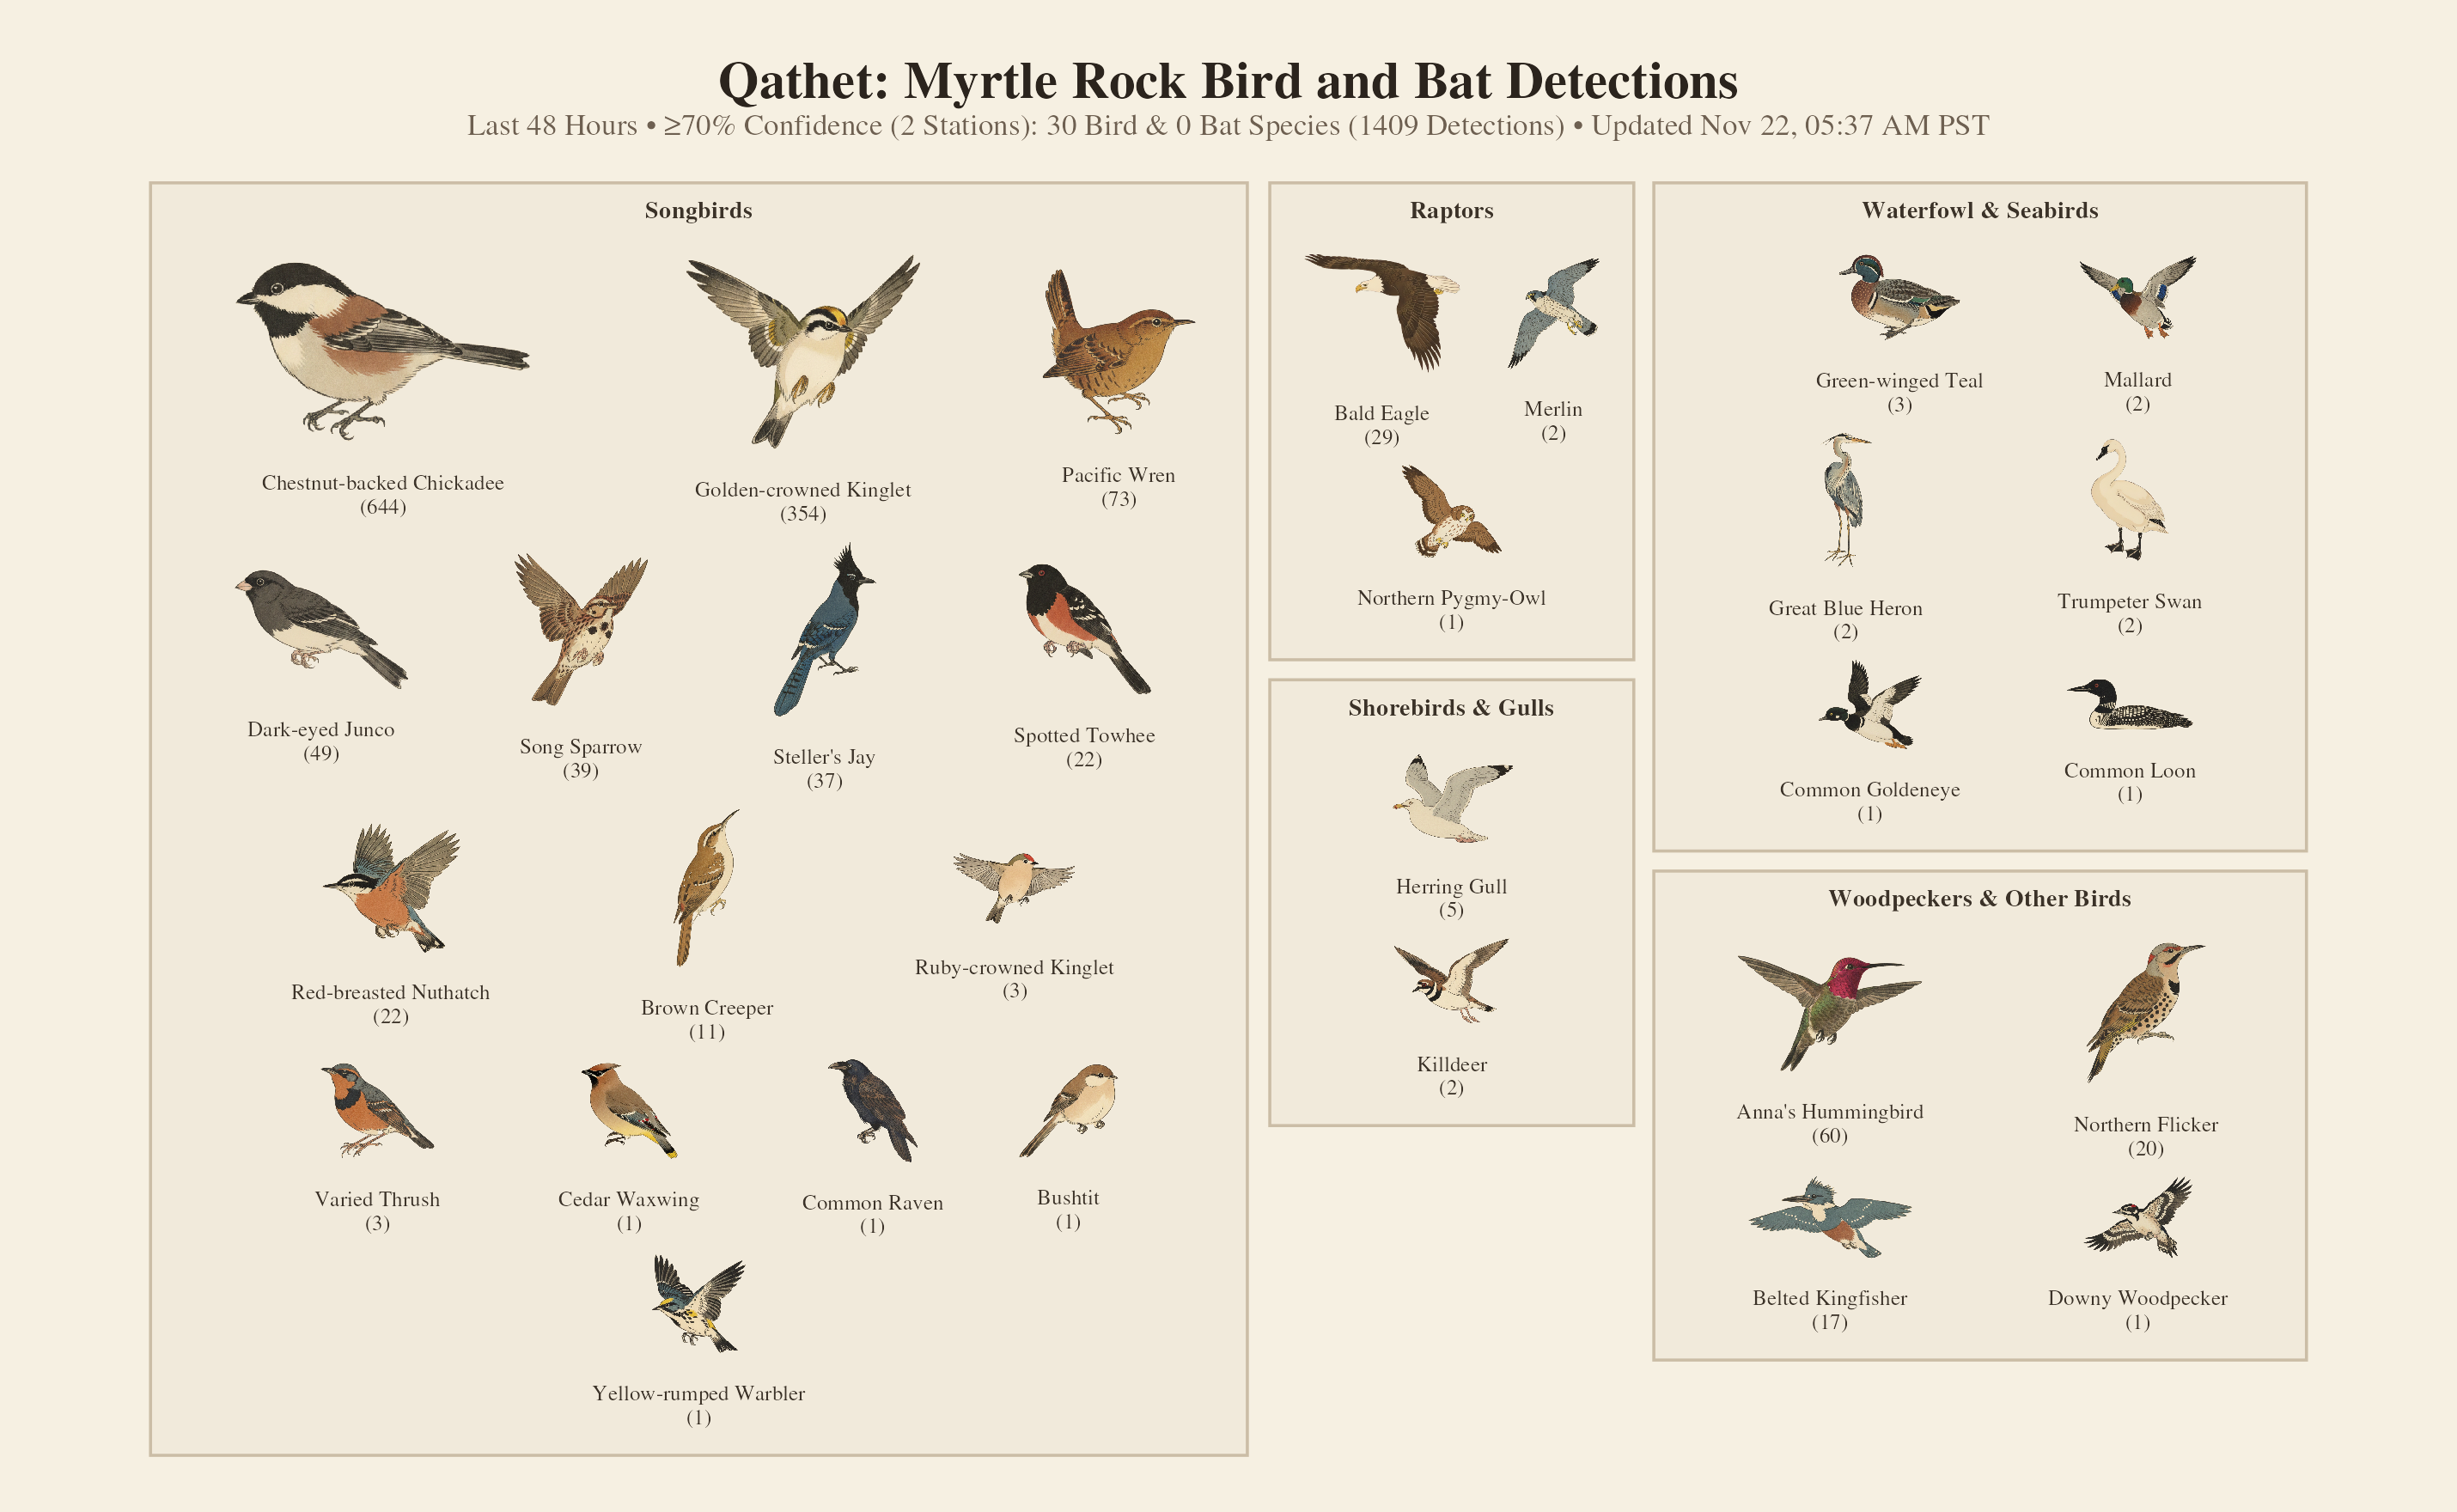 Qathet: Myrtle Rock Bird and Bat Detections
Last 48 Hours • ≥70% Confidence (2 Stations): 30 Bird & 0 Bat Species (1409 Detections) • Updated Nov 22, 05:37 AM PST
Songbirds
Chestnut-backed Chickadee
(644)
Golden-crowned Kinglet
(354)
Pacific Wren
(73)
Dark-eyed Junco
(49)
Song Sparrow
(39)
Steller's Jay
(37)
Spotted Towhee
(22)
Red-breasted Nuthatch
(22)
Brown Creeper
(11)
Ruby-crowned Kinglet
(3)
Varied Thrush
(3)
Cedar Waxwing
(1)
Common Raven
(1)
Bushtit
(1)
Yellow-rumped Warbler
(1)
Raptors
Bald Eagle
(29)
Merlin
(2)
Northern Pygmy-Owl
(1)
Shorebirds & Gulls
Herring Gull
(5)
Killdeer
(2)
Waterfowl & Seabirds
Green-winged Teal
(3)
Mallard
(2)
Great Blue Heron
(2)
Trumpeter Swan
(2)
Common Goldeneye
(1)
Common Loon
(1)
Woodpeckers & Other Birds
Anna's Hummingbird
(60)
Northern Flicker
(20)
Belted Kingfisher
(17)
Downy Woodpecker
(1)